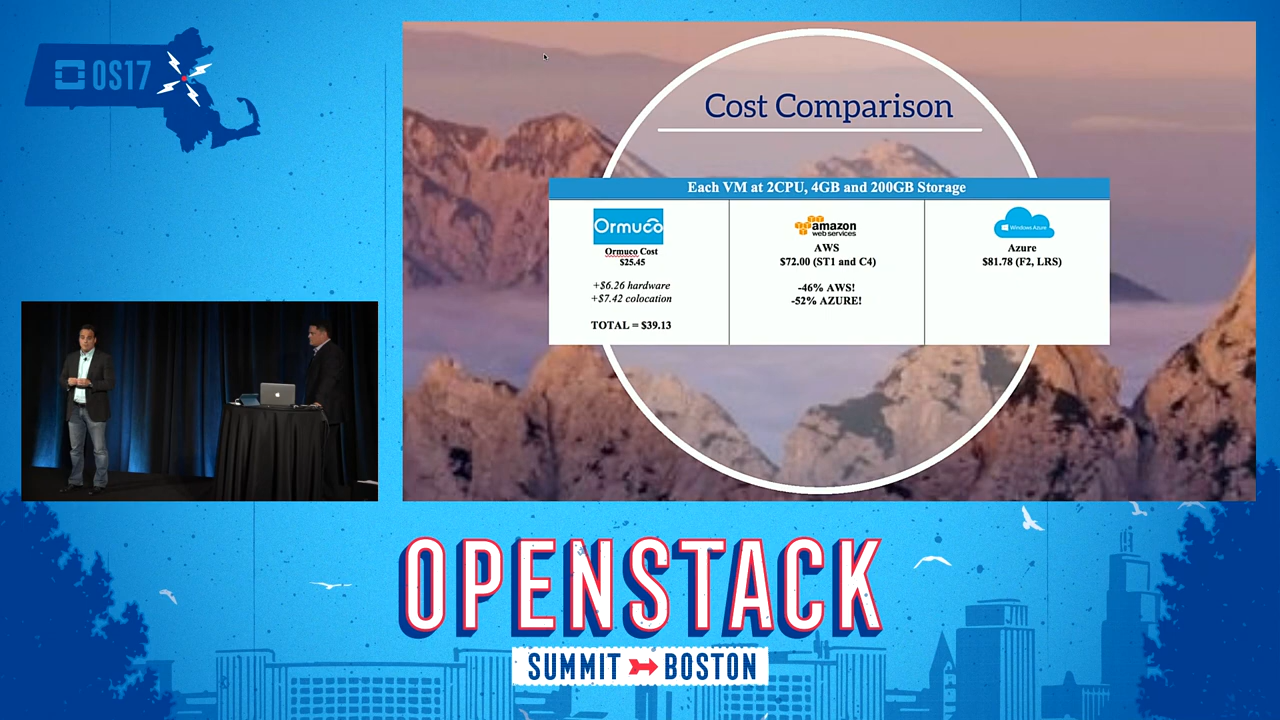 OS17
Cost Comparison
Each VM at 2CPU, 4GB and 200GB Storage
Ormuco
Ormuco Cost
$25.45
+$6.26 hardware
+$7.42 colocation
TOTAL = $39.13
amazon
web services
AWS
$72.00 (ST1 and C4)
-46% AWS!
-52% AZURE!
Windows Azure
Azure
$81.78 (F2, LRS)
OPENSTACK
SUMMIT BOSTON